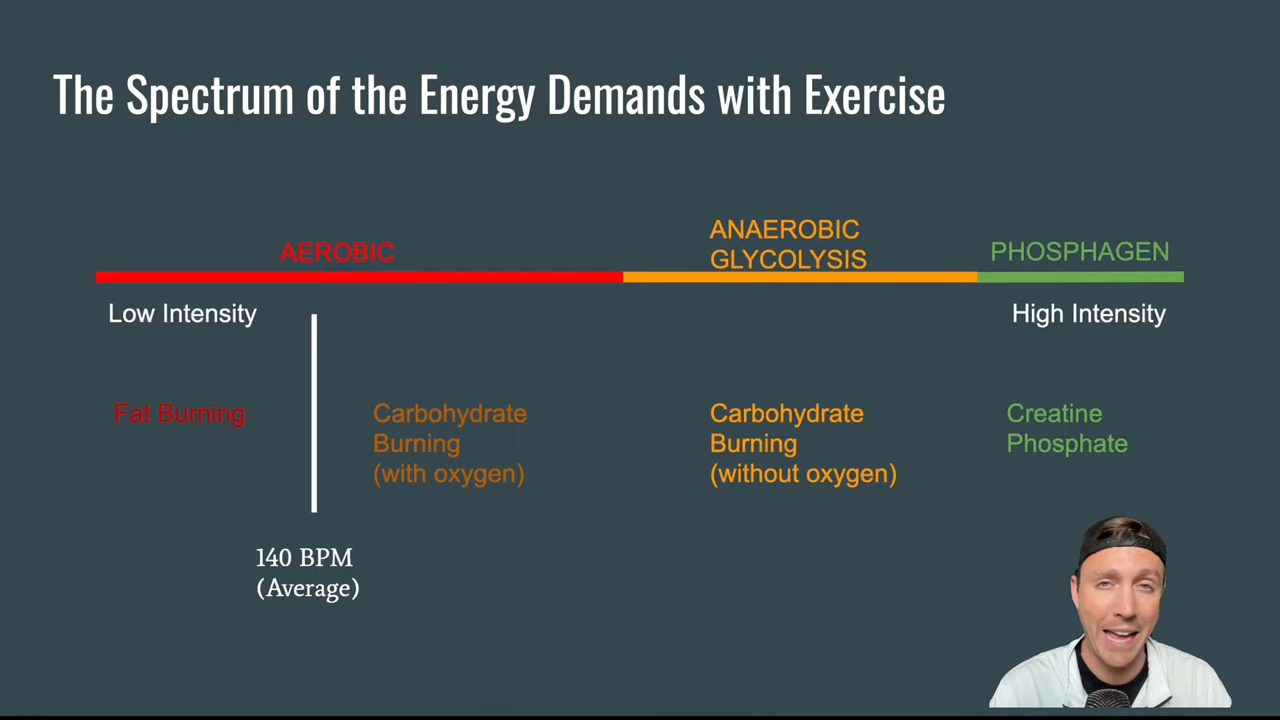 The Spectrum of the Energy Demands with Exercise
AEROBIC
ANAEROBIC
GLYCOLYSIS
PHOSPHAGEN
Low Intensity
High Intensity
Fat Burning
Carbohydrate
Burning
(with oxygen)
Carbohydrate
Burning
(without oxygen)
Creatine
Phosphate
140 BPM
(Average)